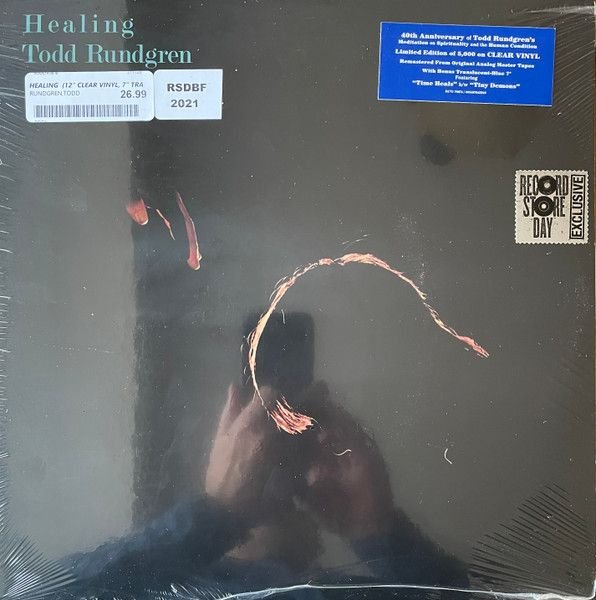 Healing
Todd Rundgren
HEALING (12" CLEAR VINYL, 7" TRA
RUNDGREN,TODD 26.99
RSDBF
2021
40th Anniversary of Todd Rundgren's
Meditation on Spirituality and the Human Condition
Limited Edition of 5,000 on CLEAR VINYL
Remastered From Original Analog Master Tapes
With Bonus Translucent-Blue 7"
Featuring
"Time Heals" b/w "Tiny Demons"
RECORD
STORE
DAY
EXCLUSIVE